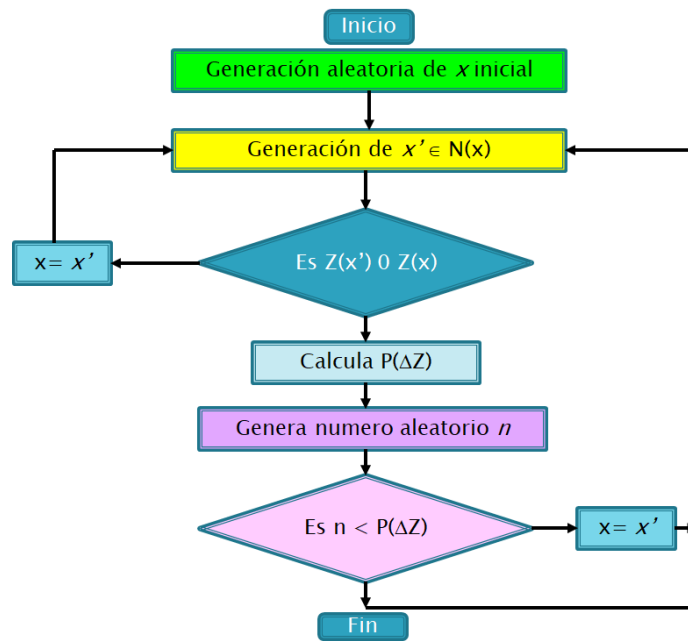 Inicio
Generación aleatoria de x inicial
Generación de x’ ∈ N(x)
Es Z(x’) 0 Z(x)
x= x’
Calcula P(ΔZ)
Genera numero aleatorio n
Es n < P(ΔZ)
x= x’
Fin